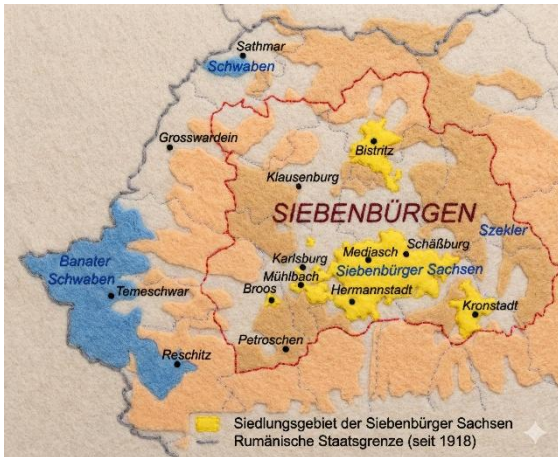 Sathmar
Schwaben
Grosswardein
Bistritz
Klausenburg
SIEBENBÜRGEN
Szekler
Banater
Schwaben
Temeschwar
Karlsburg
Mühlbach
Broos
Mediasch
Schäßburg
Siebenbürger Sachsen
Hermannstadt
Kronstadt
Petroschen
Reschitz
Siedlungsgebiet der Siebenbürger Sachsen
Rumänische Staatsgrenze (seit 1918)